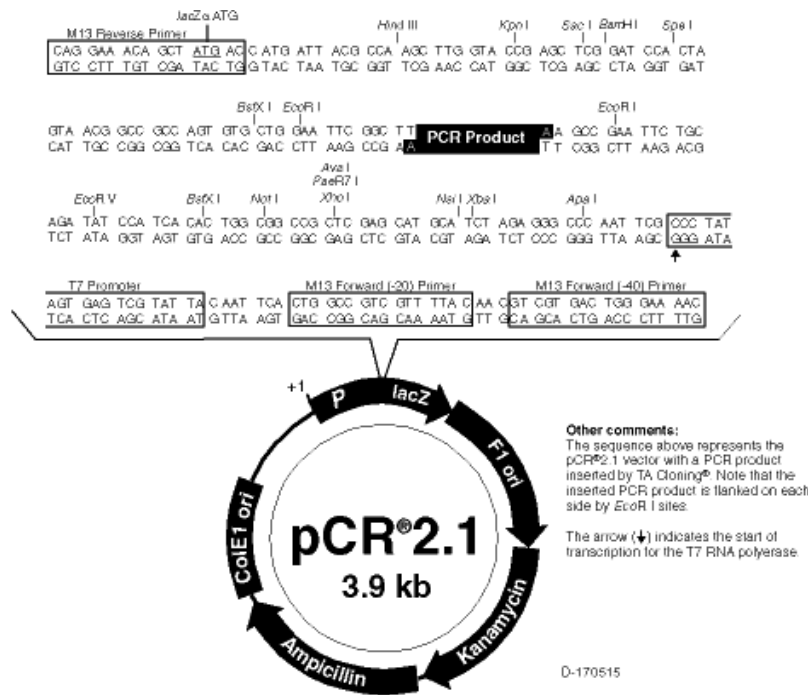 lacZα ATG
M13 Reverse Primer
Hind III Kpn I Sac I BamH I Spe I
CAG GAA ACA GCT ATG AC C ATG ATT ACG CCA AGC TTG GTA CCG AGC TCG GAT CCA CTA
GTC CTT TGT CGA TAC TG G TAC TAA TGC GGT TCG AAC CAT GGC TCG AGC CTA GGT GAT
BstX I EcoR I EcoR I
GTA ACG GCC GCC AGT GTG CTG GAA TTC GGC TT PCR Product A A GCC GAA TTC TGC
CAT TGC CGG CGG TCA CAC GAC CTT AAG CCG A A T T CGG CTT AAG ACG
Ava I
PaeR7 I
EcoR V BstX I Not I Xho I Nsi I Xba I Apa I
AGA TAT CCA TCA CAC TGG CGG CCG CTC GAG CAT GCA TCT AGA GGG CCC AAT TCG CCC TAT
TCT ATA GGT AGT GTG ACC GCC GGC GAG CTC GTA CGT AGA TCT CCC GGG TTA AGC GGG ATA
T7 Promoter M13 Forward (-20) Primer M13 Forward (-40) Primer
AGT GAG TCG TAT TA C AAT TCA CTG GCC GTC GTT TTA C AA C GT CGT GAC TGG GAA AAC
TCA CTC AGC ATA AT G TTA AGT GAC CGG CAG CAA AAT G TT G CA GCA CTG ACC CTT TTG
+1
P lacZ
F1 ori
Kanamycin
Ampicillin
ColE1 ori
pCR®2.1
3.9 kb
Other comments:
The sequence above represents the
pCR®2.1 vector with a PCR product
inserted by TA Cloning®. Note that the
inserted PCR product is flanked on each
side by EcoR I sites.
The arrow (↓) indicates the start of
transcription for the T7 RNA polyerase.
D-170515